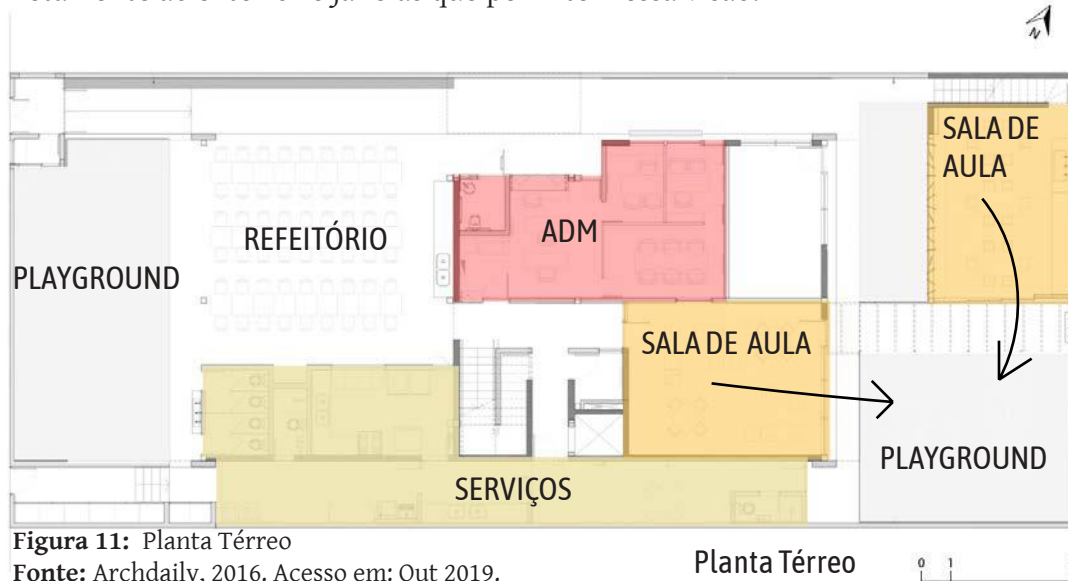 N
SALA DE
AULA
REFEITÓRIO
ADM
PLAYGROUND
SALA DE AULA
PLAYGROUND
SERVIÇOS
Figura 11: Planta Térreo
Fonte: Archdaily, 2016. Acesso em: Out 2019.
Planta Térreo
0 1